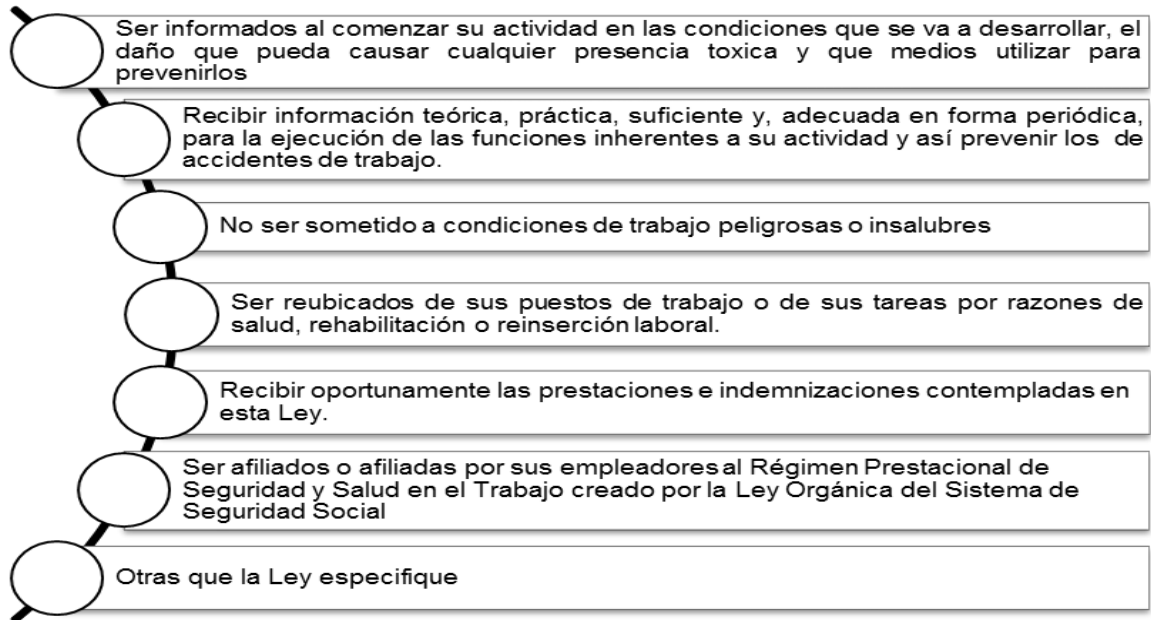 Ser informados al comenzar su actividad en las condiciones que se va a desarrollar, el
daño que pueda causar cualquier presencia toxica y que medios utilizar para
prevenirlos
Recibir información teórica, práctica, suficiente y, adecuada en forma periódica,
para la ejecución de las funciones inherentes a su actividad y así prevenir los de
accidentes de trabajo.
No ser sometido a condiciones de trabajo peligrosas o insalubres
Ser reubicados de sus puestos de trabajo o de sus tareas por razones de
salud, rehabilitación o reinserción laboral.
Recibir oportunamente las prestaciones e indemnizaciones contempladas en
esta Ley.
Ser afiliados o afiliadas por sus empleadores al Régimen Prestacional de
Seguridad y Salud en el Trabajo creado por la Ley Orgánica del Sistema de
Seguridad Social
Otras que la Ley especifique